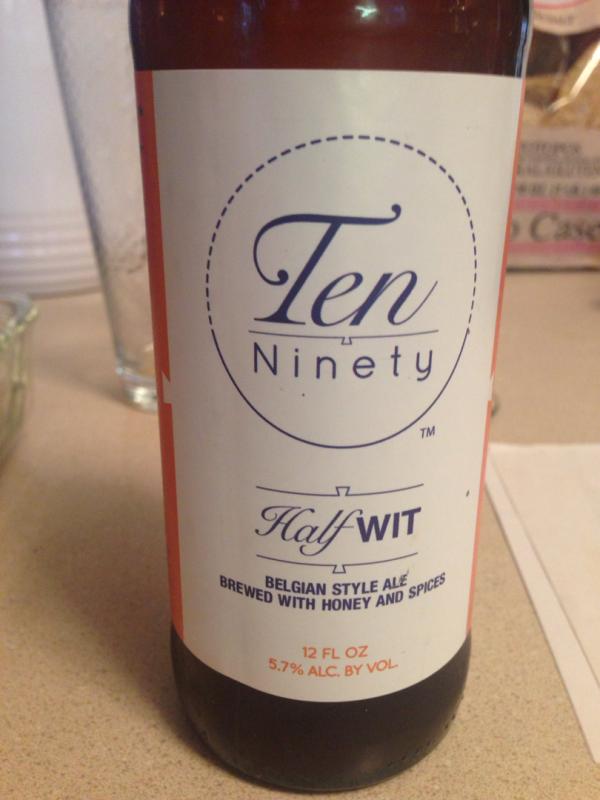 Ten
Ninety
TM
Half WIT
BELGIAN STYLE ALE
BREWED WITH HONEY AND SPICES
12 FL OZ
5.7% ALC. BY VOL.